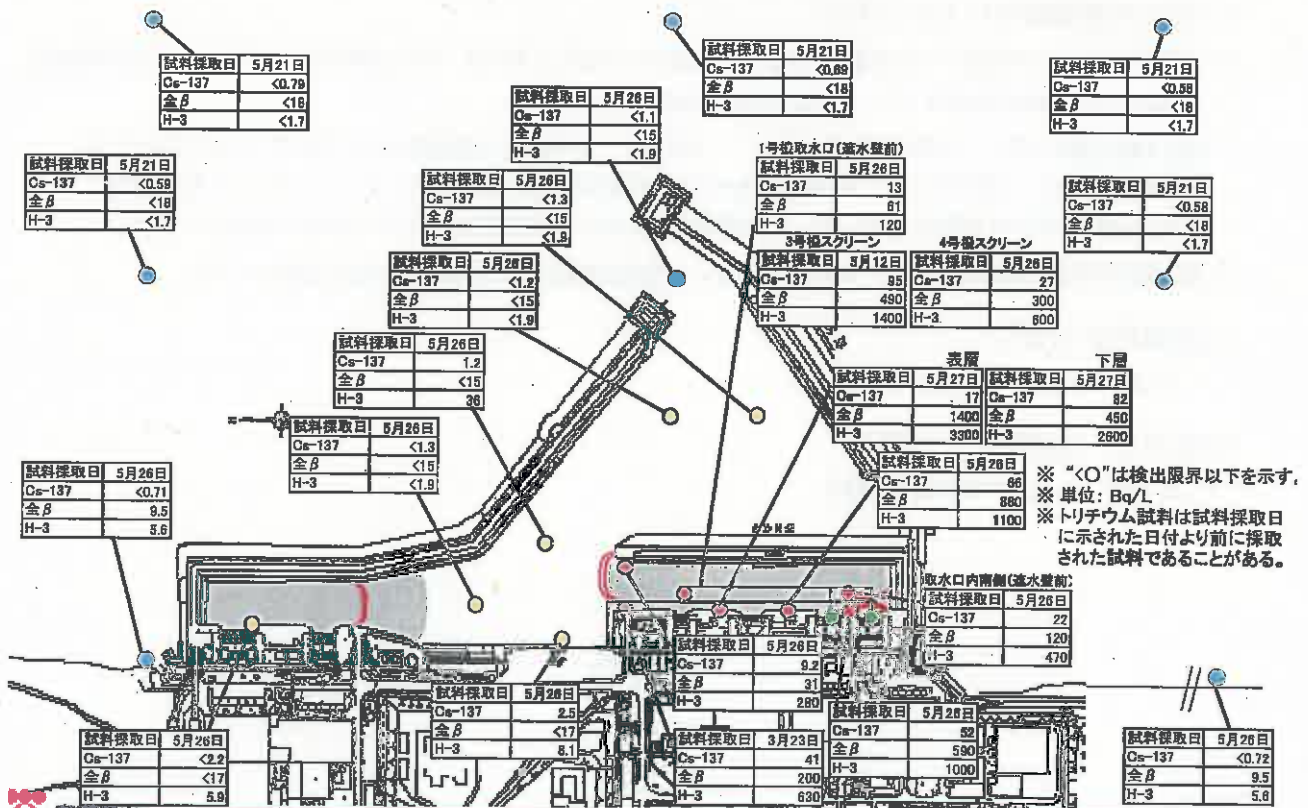 試料採取日 5月21日
Cs-137 <0.79
全β <18
H-3 <1.7
試料採取日 5月21日
Cs-137 <0.69
全β <18
H-3 <1.7
試料採取日 5月21日
Cs-137 <0.58
全β <18
H-3 <1.7
試料採取日 5月26日
Cs-137 <1.1
全β <15
H-3 <1.9
試料採取日 5月21日
Cs-137 <0.59
全β <18
H-3 <1.7
試料採取日 5月26日
Cs-137 <1.3
全β <15
H-3 <1.9
1号機取水口(遮水壁前)
試料採取日 5月26日
Cs-137 13
全β 61
H-3 120
試料採取日 5月21日
Cs-137 <0.58
全β <18
H-3 <1.7
3号機スクリーン
試料採取日 5月12日
Cs-137 95
全β 490
H-3 1400
4号機スクリーン
試料採取日 5月26日
Cs-137 27
全β 300
H-3 600
試料採取日 5月26日
Cs-137 <1.2
全β <15
H-3 <1.9
試料採取日 5月26日
Cs-137 1.2
全β <15
H-3 36
表層
試料採取日 5月27日
Cs-137 17
全β 1400
H-3 3300
下層
試料採取日 5月27日
Cs-137 82
全β 450
H-3 2600
試料採取日 5月26日
Cs-137 <1.3
全β <15
H-3 <1.9
試料採取日 5月26日
Cs-137 <0.71
全β 9.5
H-3 5.6
試料採取日 5月26日
Cs-137 66
全β 880
H-3 1100
※ "<○"は検出限界以下を示す。
※ 単位: Bq/L
※ トリチウム試料は試料採取日
に示された日付より前に採取
された試料であることがある。
取水口内南側(遮水壁前)
試料採取日 5月26日
Cs-137 22
全β 120
H-3 470
試料採取日 5月26日
Cs-137 9.2
全β 31
H-3 280
試料採取日 5月26日
Cs-137 2.5
全β <17
H-3 8.1
試料採取日 5月26日
Cs-137 52
全β 590
H-3 1000
試料採取日 5月26日
Cs-137 <2.2
全β <17
H-3 5.9
試料採取日 3月23日
Cs-137 41
全β 200
H-3 630
試料採取日 5月26日
Cs-137 <0.72
全β 9.5
H-3 5.6